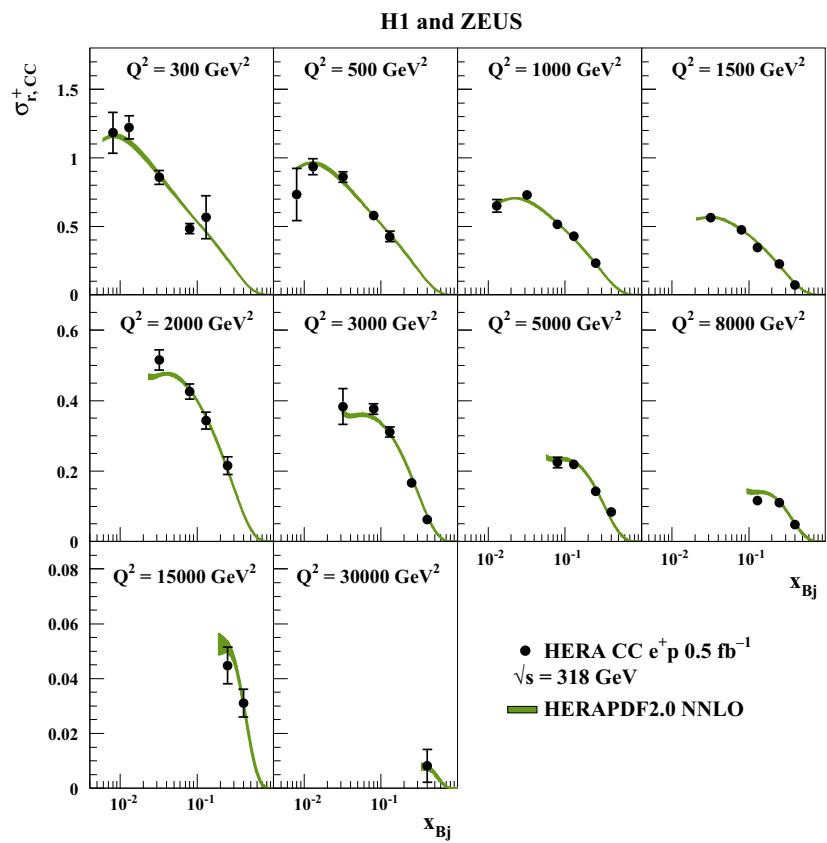 H1 and ZEUS
σ⁺r, CC
Q² = 300 GeV²
Q² = 500 GeV²
Q² = 1000 GeV²
Q² = 1500 GeV²
1.5
1
0.5
0
Q² = 2000 GeV²
Q² = 3000 GeV²
Q² = 5000 GeV²
Q² = 8000 GeV²
0.6
0.4
0.2
0
10⁻² 10⁻¹ 10⁻² 10⁻¹
xBj
Q² = 15000 GeV²
Q² = 30000 GeV²
0.08
0.06
0.04
0.02
0
10⁻² 10⁻¹ 10⁻² 10⁻¹
xBj
HERA CC e⁺p 0.5 fb⁻¹
√s = 318 GeV
HERAPDF2.0 NNLO